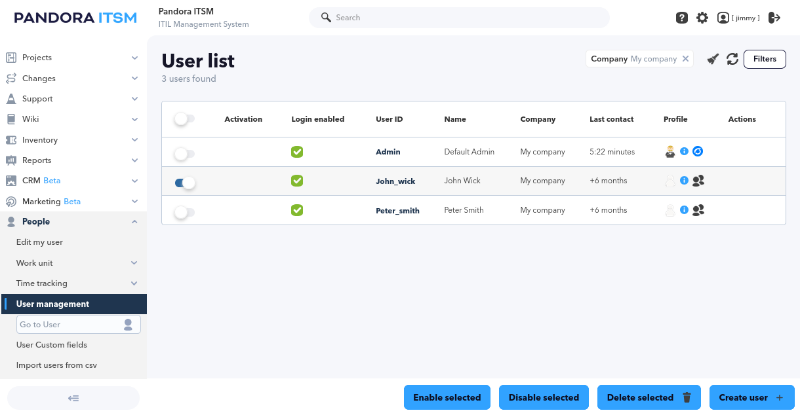 PANDORA ITSM
Pandora ITSM
ITIL Management System
Search
?
[ jimmy ]
Projects
Changes
Support
Wiki
Inventory
Reports
CRM Beta
Marketing Beta
People
Edit my user
Work unit
Time tracking
User management
Go to User
User Custom fields
Import users from csv
User list
3 users found
Company My company ×
Filters
Activation Login enabled User ID Name Company Last contact Profile Actions
Admin Default Admin My company 5:22 minutes
John_wick John Wick My company +6 months
Peter_smith Peter Smith My company +6 months
Enable selected
Disable selected
Delete selected
Create user +